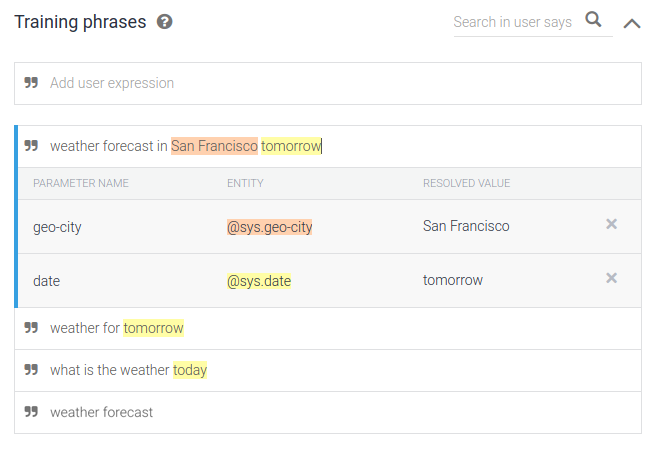 Training phrases ?
Search in user says
Add user expression
weather forecast in San Francisco tomorrow
PARAMETER NAME ENTITY RESOLVED VALUE
geo-city @sys.geo-city San Francisco
date @sys.date tomorrow
weather for tomorrow
what is the weather today
weather forecast